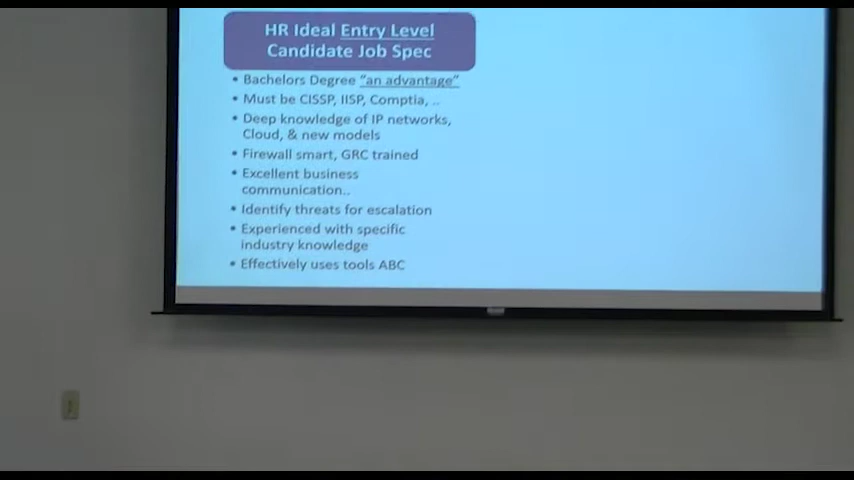 HR Ideal Entry Level
Candidate Job Spec
• Bachelors Degree "an advantage"
• Must be CISSP, IISP, Comptia, ..
• Deep knowledge of IP networks,
Cloud, & new models
• Firewall smart, GRC trained
• Excellent business
communication..
• Identify threats for escalation
• Experienced with specific
industry knowledge
• Effectively uses tools ABC